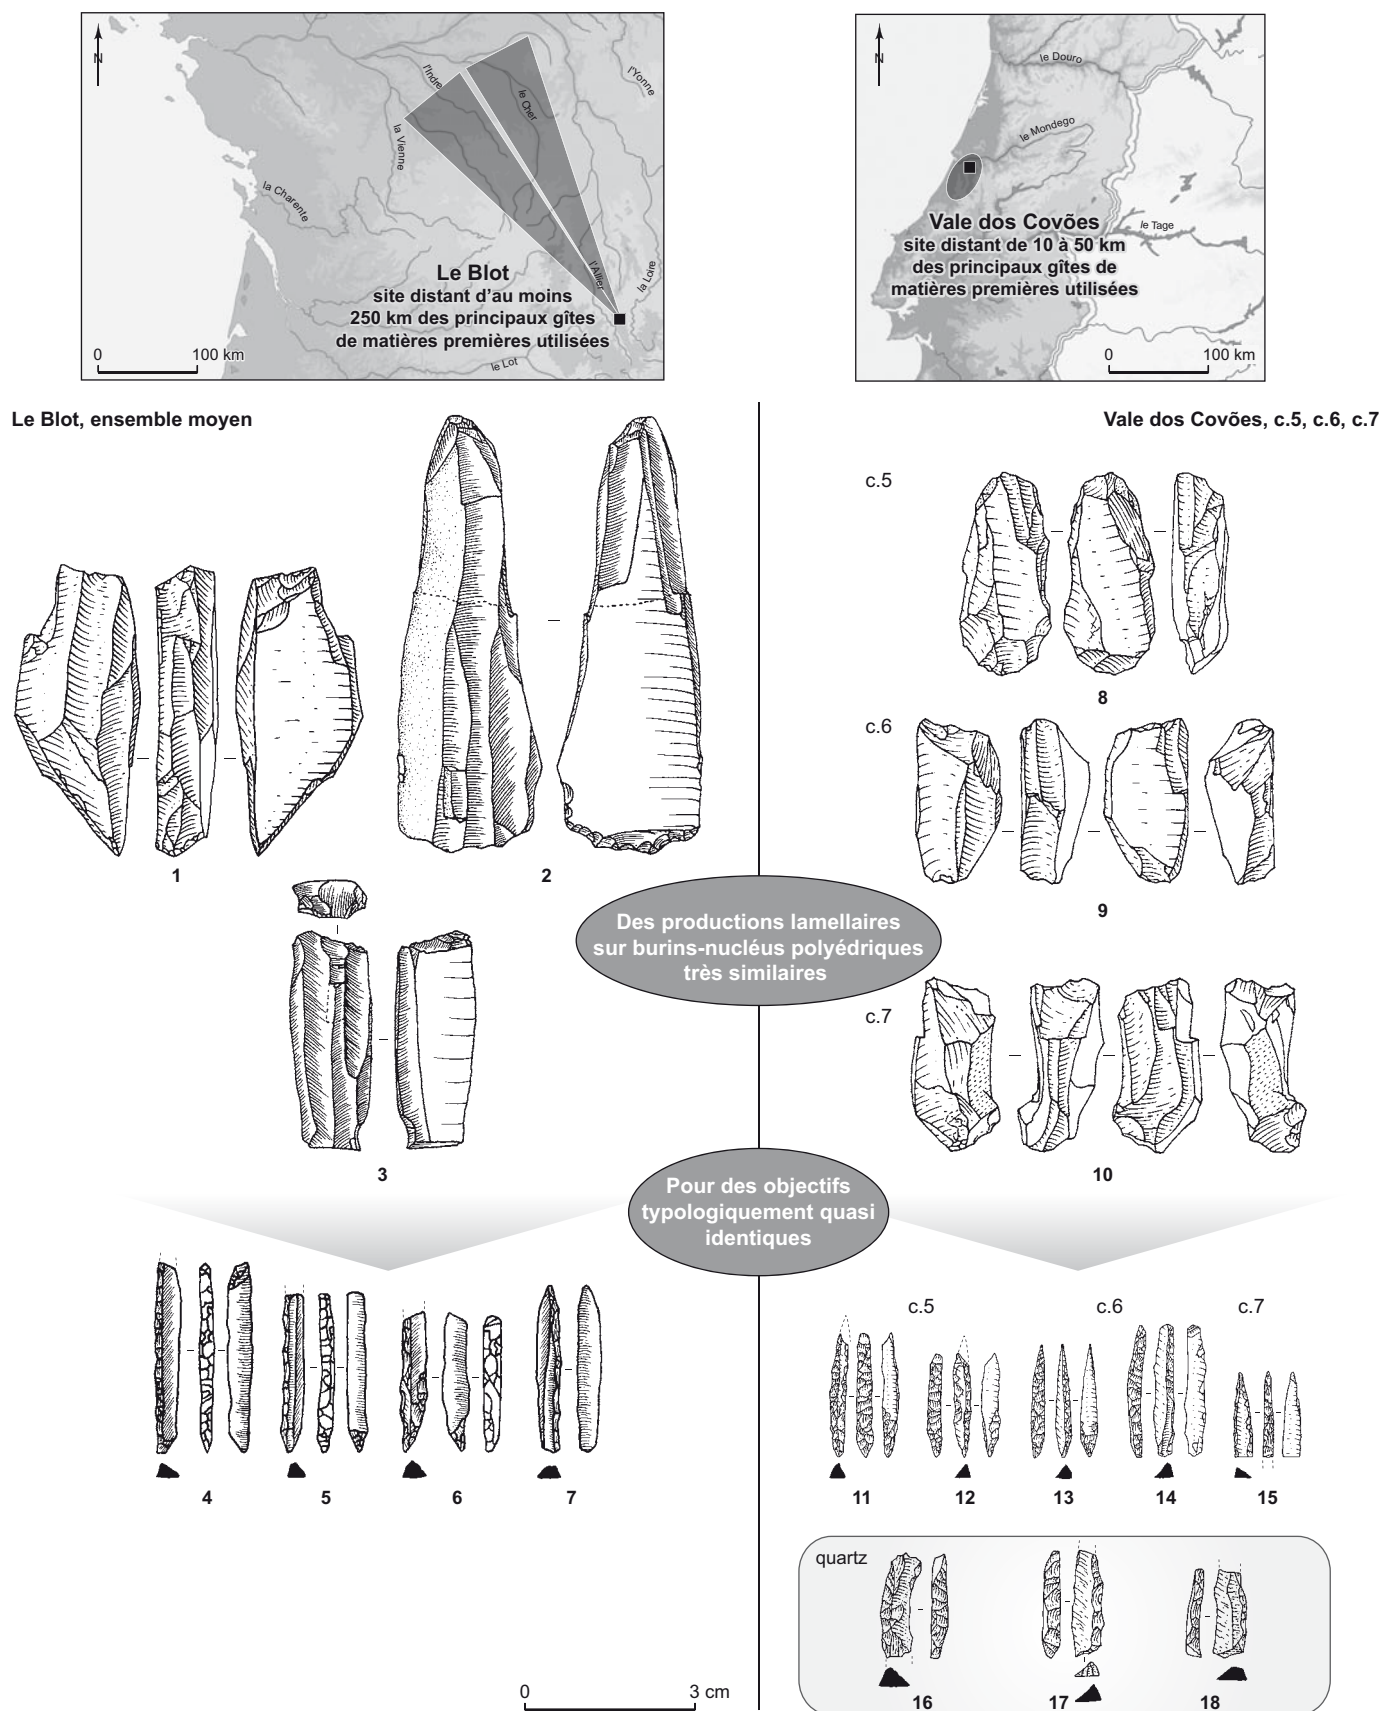 N
l'Indre
le Cher
l'Yonne
la Vienne
la Charente
l'Allier
la Loire
le Lot
Le Blot
site distant d'au moins
250 km des principaux gîtes
de matières premières utilisées
0 100 km
N
le Douro
le Mondego
le Tage
Vale dos Covões
site distant de 10 à 50 km
des principaux gîtes de
matières premières utilisées
0 100 km
Le Blot, ensemble moyen
Vale dos Covões, c.5, c.6, c.7
c.5
8
c.6
1
2
9
Des productions lamellaires
sur burins-nucléus polyédriques
très similaires
c.7
3
10
Pour des objectifs
typologiquement quasi
identiques
4 5 6 7
c.5 c.6 c.7
11 12 13 14 15
quartz
16 17 18
0 3 cm